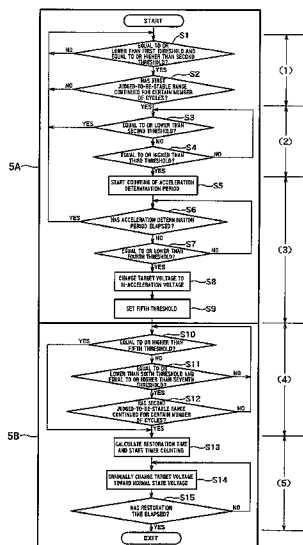 START
S1
EQUAL TO OR
LOWER THAN FIRST THRESHOLD AND
EQUAL TO OR HIGHER THAN SECOND
THRESHOLD?
NO
YES
S2
HAS FIRST
JUDGED-TO-BE-STABLE RANGE
CONTINUED FOR CERTAIN NUMBER
OF CYCLES?
NO
YES
(1)
S3
EQUAL TO OR LOWER THAN
SECOND THRESHOLD?
YES
NO
S4
EQUAL TO OR HIGHER THAN
THIRD THRESHOLD?
NO
YES
(2)
5A
S5
START COUNTING OF ACCELERATION
DETERMINATION PERIOD
S6
HAS ACCELERATION DETERMINATION
PERIOD ELAPSED?
YES
NO
S7
EQUAL TO OR LOWER THAN
FOURTH THRESHOLD?
NO
YES
(3)
CHANGE TARGET VOLTAGE TO
IN-ACCELERATION VOLTAGE
S8
SET FIFTH THRESHOLD
S9
S10
EQUAL TO OR HIGHER THAN
FIFTH THRESHOLD?
YES
NO
S11
EQUAL TO
OR LOWER THAN SIXTH THRESHOLD AND
EQUAL TO OR HIGHER THAN SEVENTH
THRESHOLD?
NO
YES
(4)
S12
HAS SECOND
JUDGED-TO-BE-STABLE RANGE
CONTINUED FOR CERTAIN NUMBER
OF CYCLES?
NO
YES
5B
CALCULATE RESTORATION TIME
AND START TIMER COUNTING
S13
GRADUALLY CHANGE TARGET
VOLTAGE TOWARD NORMAL STATE VOLTAGE
S14
S15
HAS RESTORATION
TIME ELAPSED?
NO
YES
(5)
EXIT